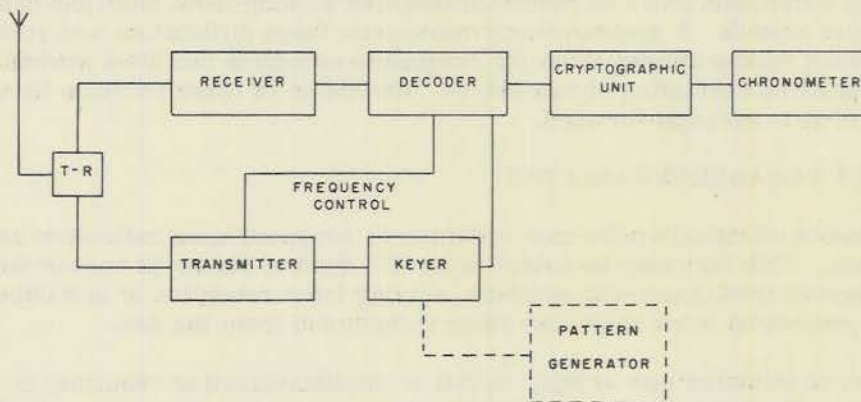 RECEIVER
DECODER
CRYPTOGRAPHIC
UNIT
CHRONOMETER
T-R
FREQUENCY
CONTROL
TRANSMITTER
KEYER
PATTERN
GENERATOR